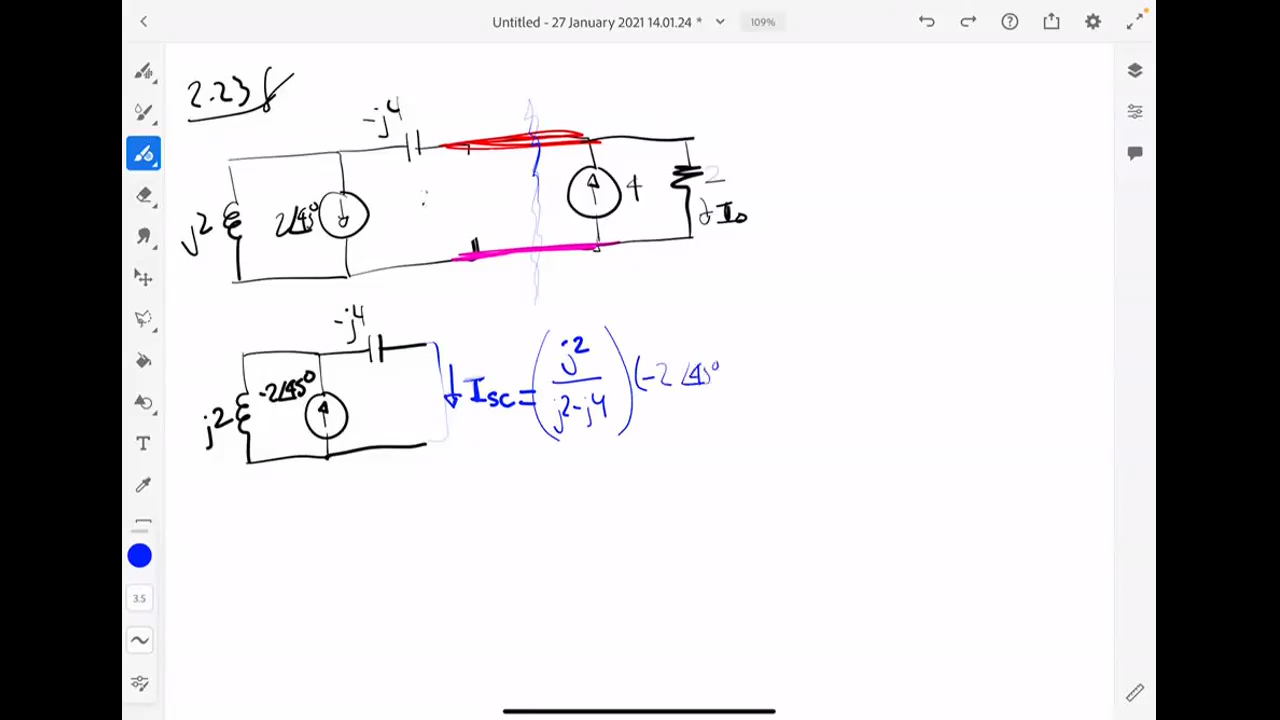 Untitled - 27 January 2021 14.01.24 *
109%
2.23
-j4
j2
2∠45°
4
2
I₀
-j4
j2
-2∠45°
Isc = (j2 / j2-j4) (-2∠45°
T
3.5